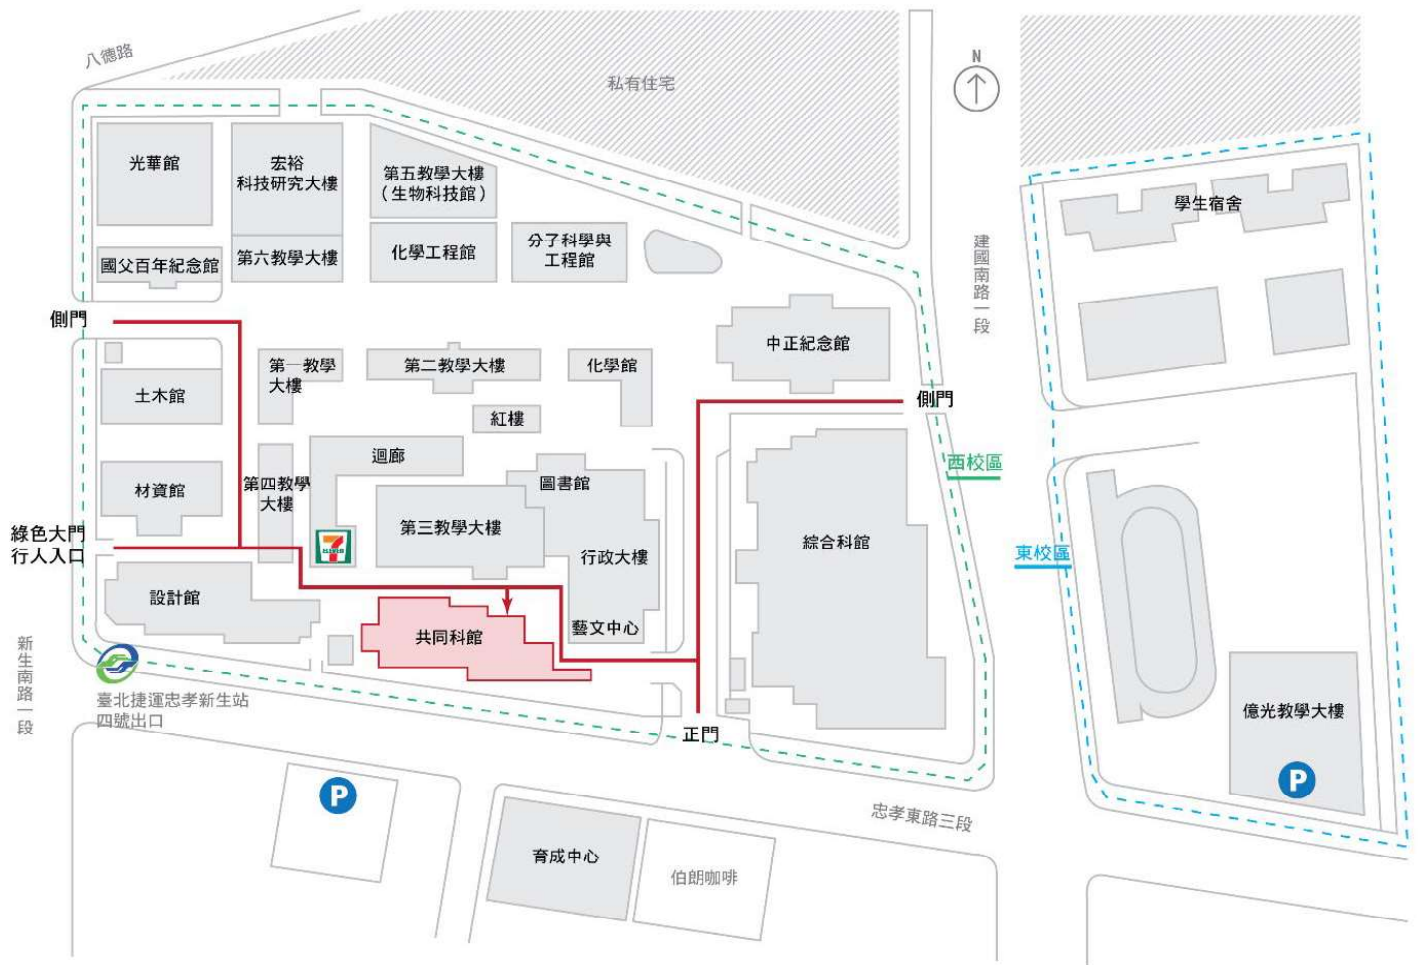 八德路
私有住宅
N
光華館
宏裕
科技研究大樓
第五教學大樓
（生物科技館）
學生宿舍
國父百年紀念館
第六教學大樓
化學工程館
分子科學與
工程館
建國南路一段
側門
第一教學
大樓
第二教學大樓
化學館
中正紀念館
土木館
紅樓
側門
迴廊
西校區
材資館
第四教學
大樓
圖書館
綠色大門
行人入口
7
ELEVEN
第三教學大樓
行政大樓
綜合科館
東校區
設計館
共同科館
藝文中心
新生南路一段
臺北捷運忠孝新生站
四號出口
正門
億光教學大樓
P
P
忠孝東路三段
育成中心
伯朗咖啡